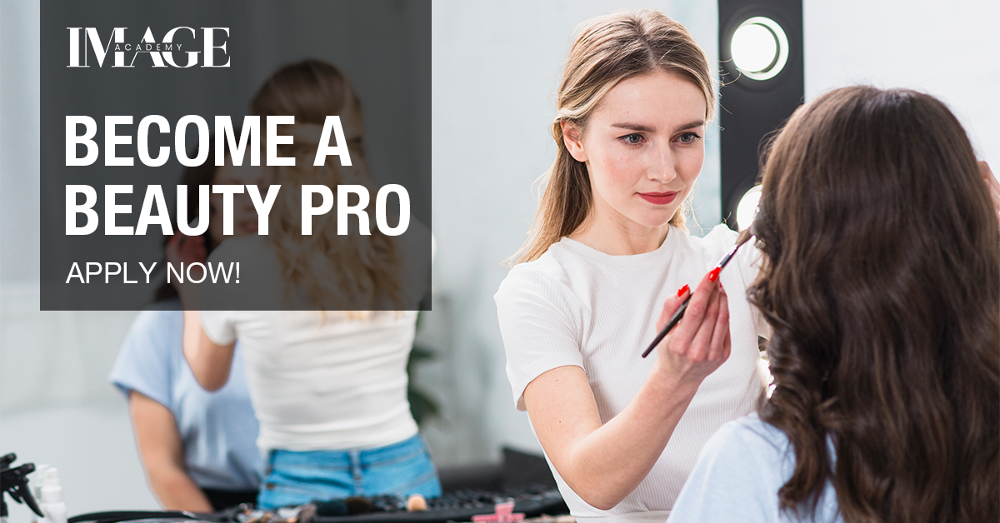 IMAGE
ACADEMY
BECOME A
BEAUTY PRO
APPLY NOW!